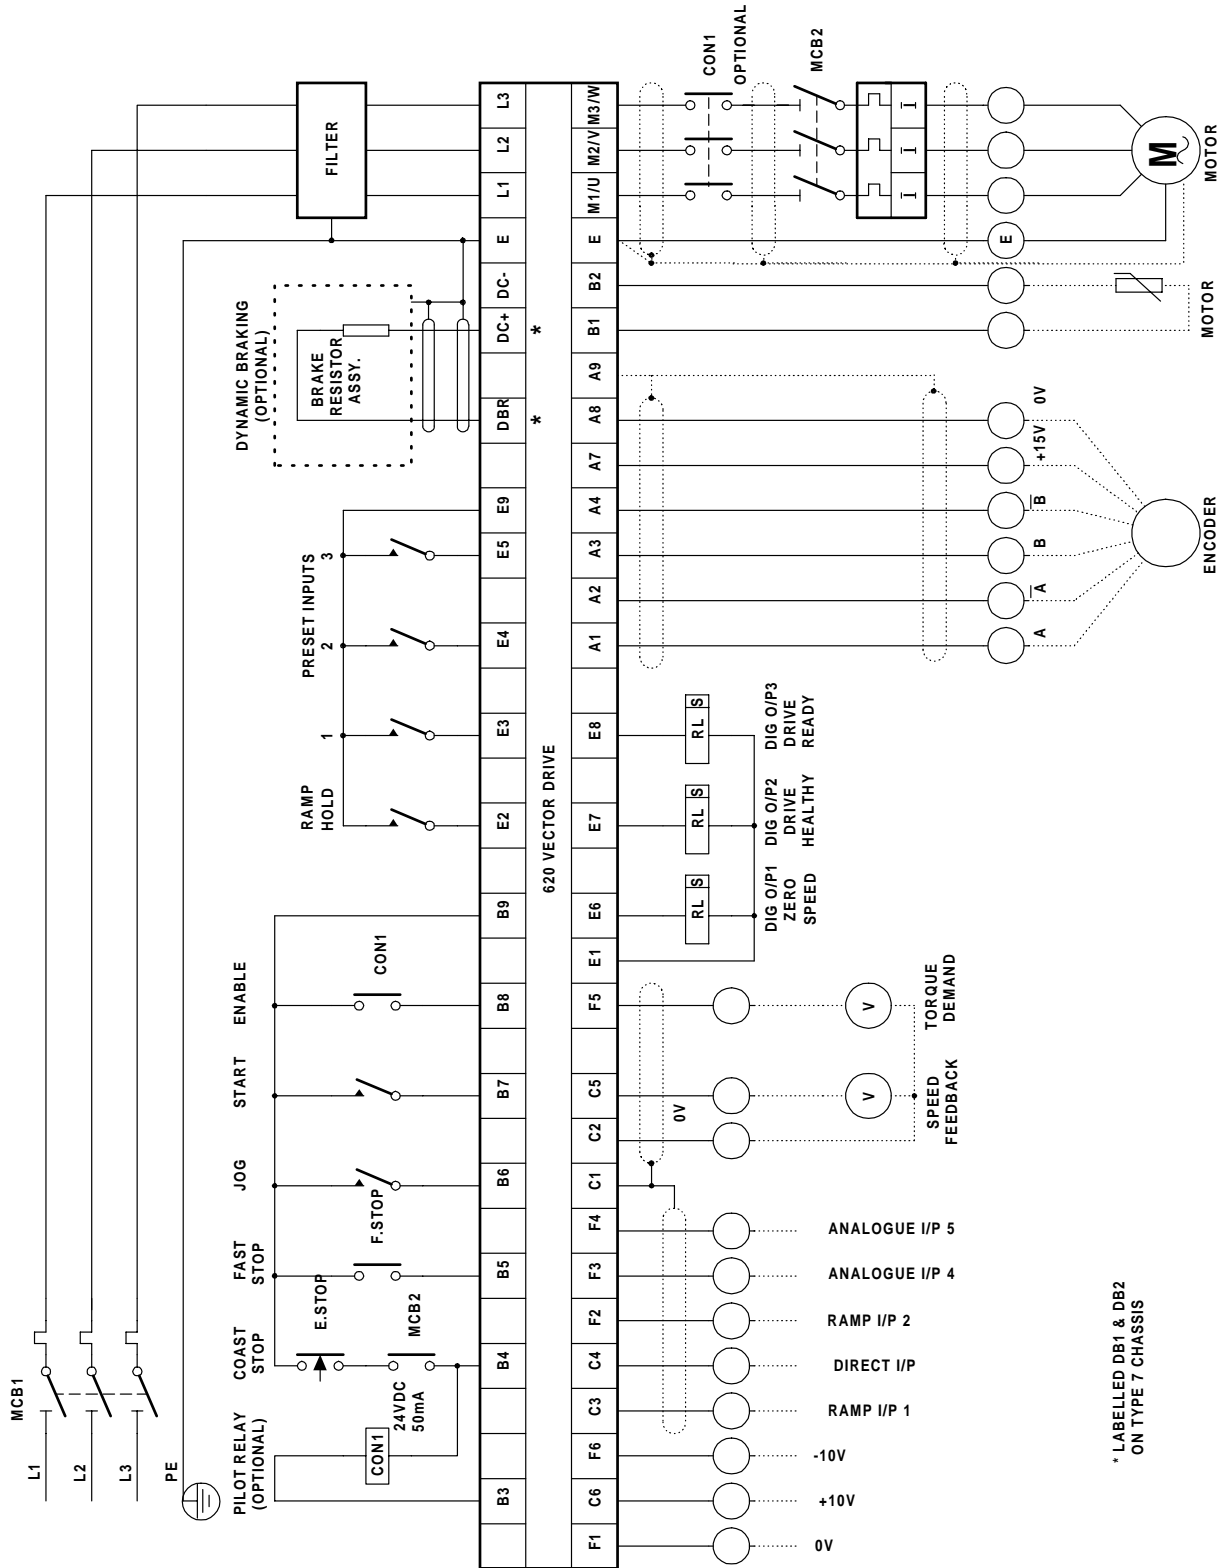 MCB1
L1
L2
L3
PE
PILOT RELAY
(OPTIONAL)
CON1
24VDC
50mA
COAST
STOP
E.STOP
MCB2
FAST
STOP
F.STOP
JOG
START
ENABLE
CON1
RAMP
HOLD
PRESET INPUTS
1
2
3
DYNAMIC BRAKING
(OPTIONAL)
BRAKE
RESISTOR
ASSY.
FILTER
B3
B4
B5
B6
B7
B8
B9
E2
E3
E4
E5
E9
DBR
DC+
DC-
E
L1
L2
L3
620 VECTOR DRIVE
*
*
F1
C6
F6
C3
C4
F2
F3
F4
C1
C2
C5
F5
E1
E6
E7
E8
A1
A2
A3
A4
A7
A8
A9
B1
B2
E
M1/U
M2/V
M3/W
0V
+10V
-10V
RAMP I/P 1
DIRECT I/P
RAMP I/P 2
ANALOGUE I/P 4
ANALOGUE I/P 5
0V
V
V
SPEED
FEEDBACK
TORQUE
DEMAND
RL S
RL S
RL S
DIG O/P1
ZERO
SPEED
DIG O/P2
DRIVE
HEALTHY
DIG O/P3
DRIVE
READY
A
A
B
B
+15V
0V
ENCODER
MOTOR
E
CON1
OPTIONAL
MCB2
I
I
I
M
MOTOR
* LABELLED DB1 & DB2
ON TYPE 7 CHASSIS